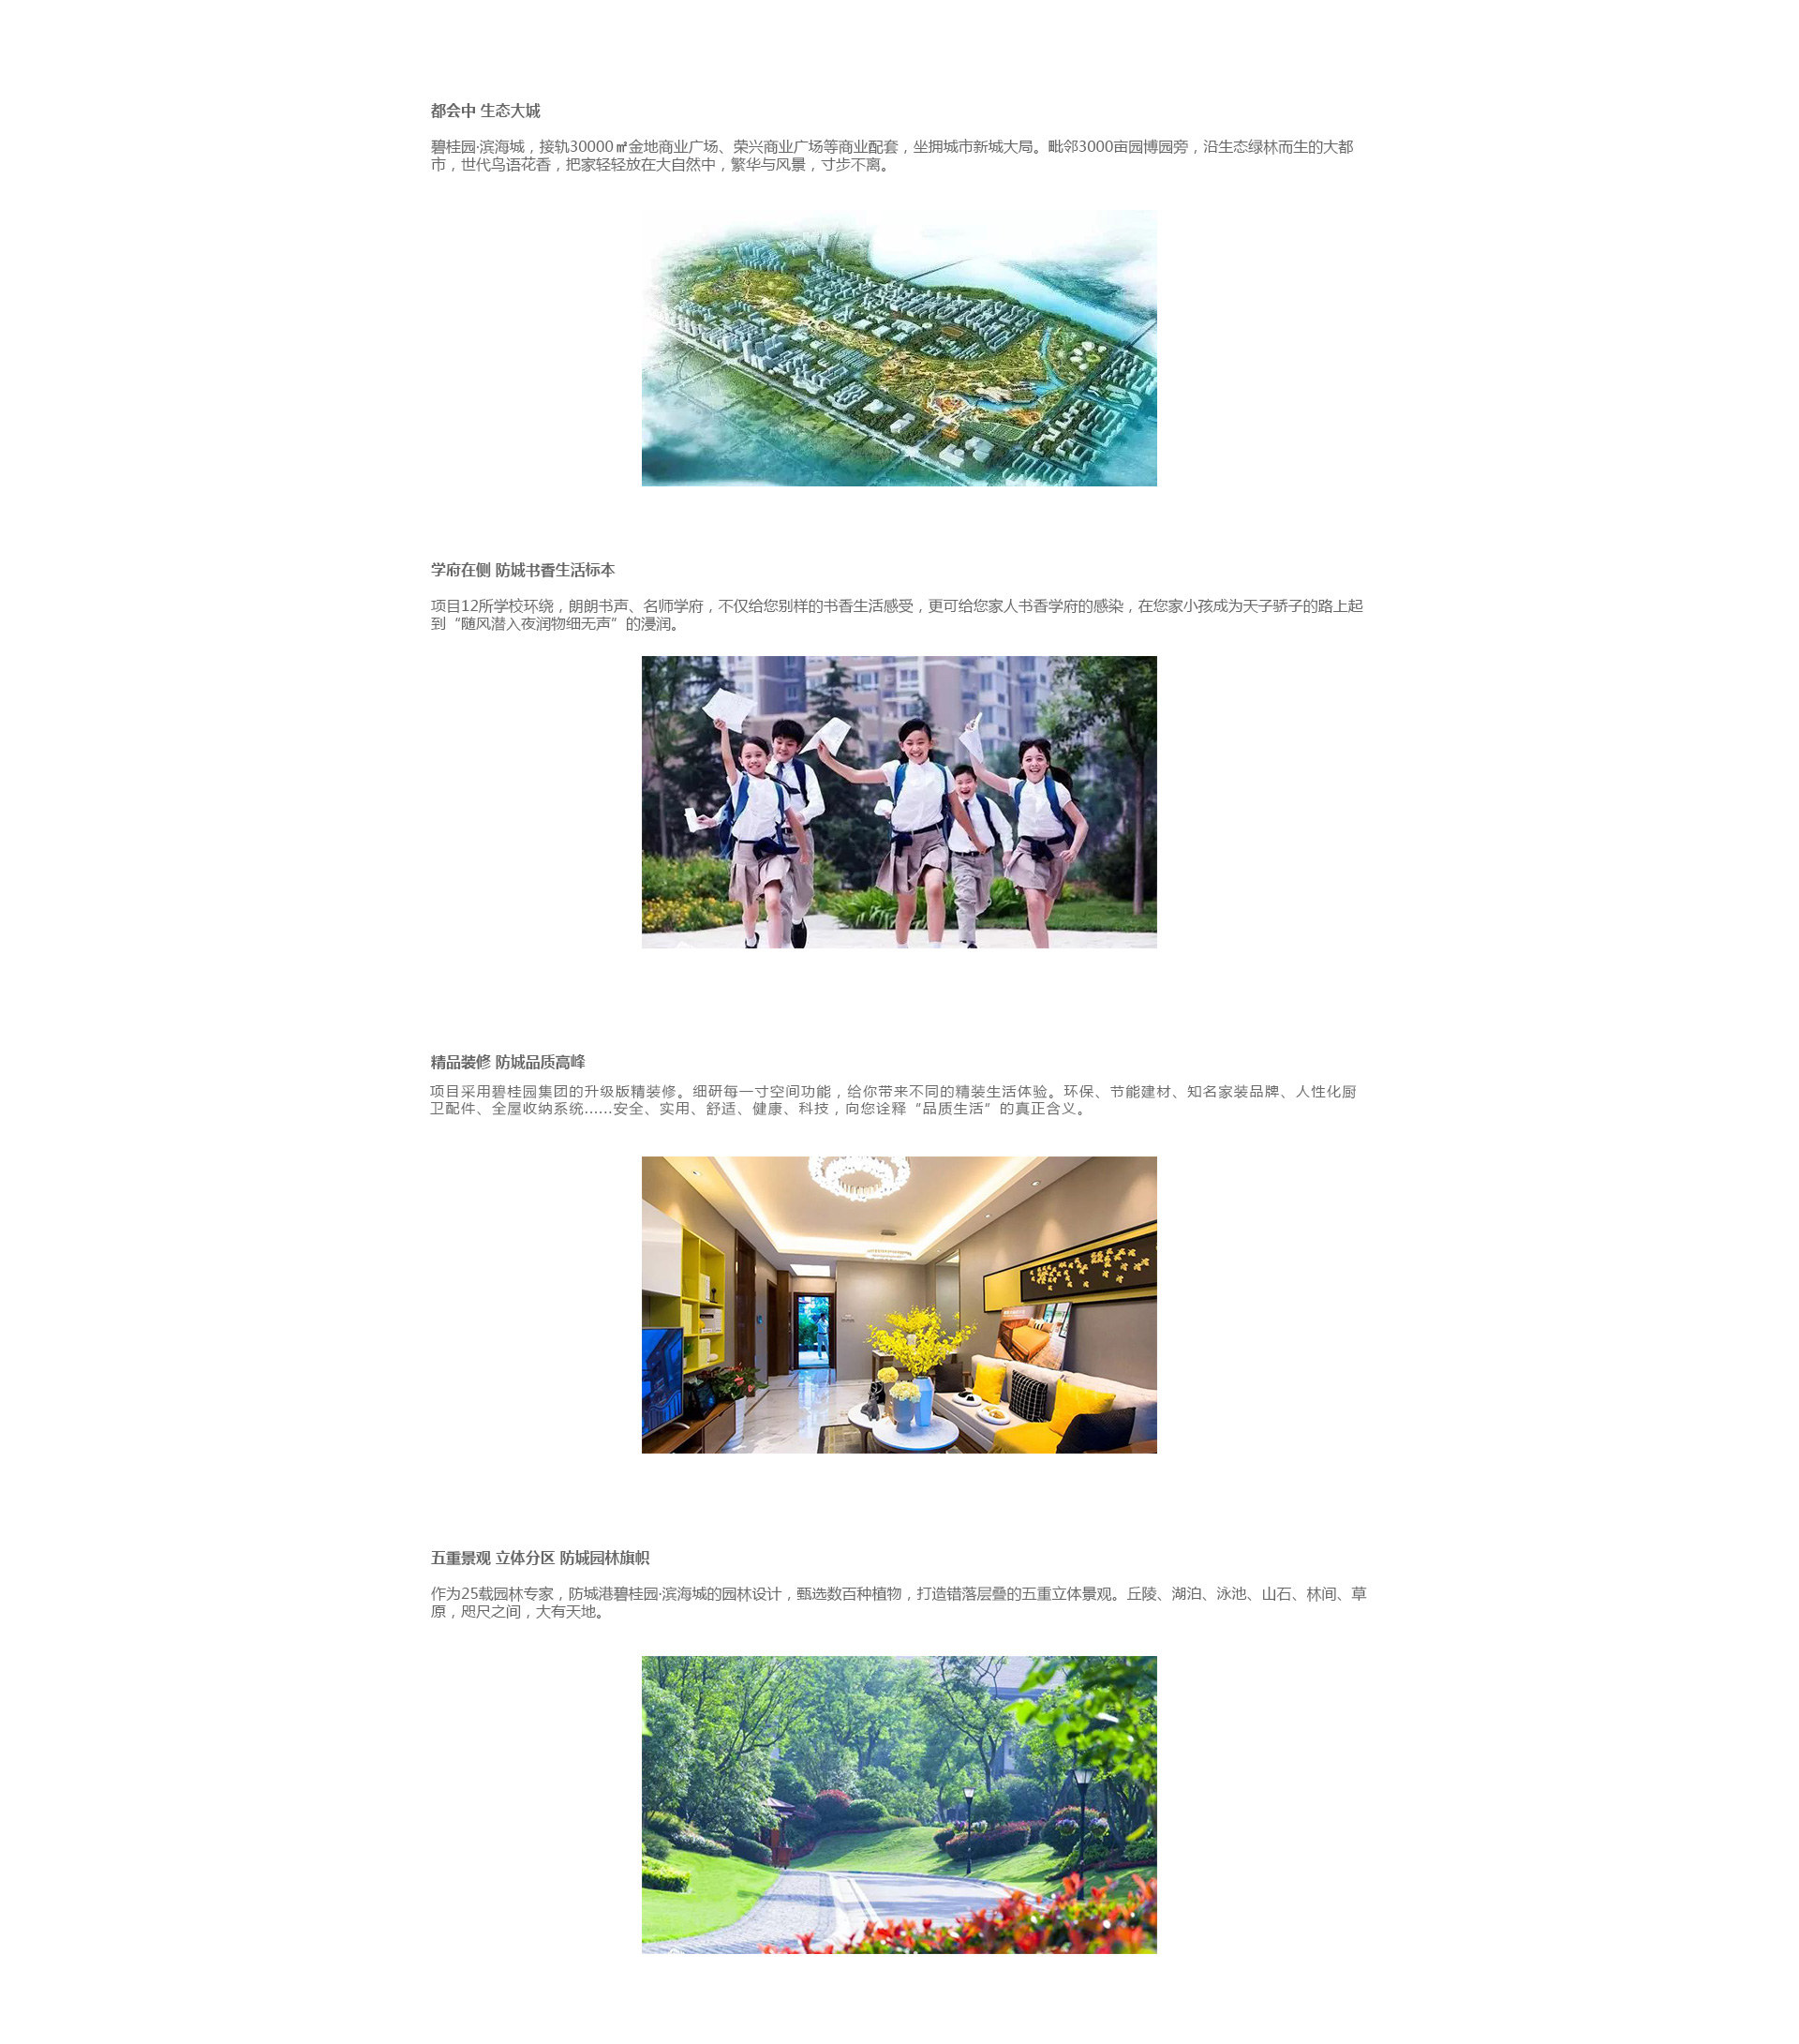 都会中 生态大城
碧桂园·滨海城，接轨30000㎡金地商业广场、荣兴商业广场等商业配套，坐拥城市新城大局。毗邻3000亩园博园旁，沿生态绿林而生的大都
市，世代鸟语花香，把家轻轻放在大自然中，繁华与风景，寸步不离。
学府在侧 防城书香生活标本
项目12所学校环绕，朗朗书声、名师学府，不仅给您别样的书香生活感受，更可给您家人书香学府的感染，在您家小孩成为天子骄子的路上起
到“随风潜入夜润物细无声”的浸润。
精品装修 防城品质高峰
项目采用碧桂园集团的升级版精装修。细研每一寸空间功能，给你带来不同的精装生活体验。环保、节能建材、知名家装品牌、人性化厨
卫配件、全屋收纳系统……安全、实用、舒适、健康、科技，向您诠释“品质生活”的真正含义。
五重景观 立体分区 防城园林旗帜
作为25载园林专家，防城港碧桂园·滨海城的园林设计，甄选数百种植物，打造错落层叠的五重立体景观。丘陵、湖泊、泳池、山石、林间、草
原，咫尺之间，大有天地。